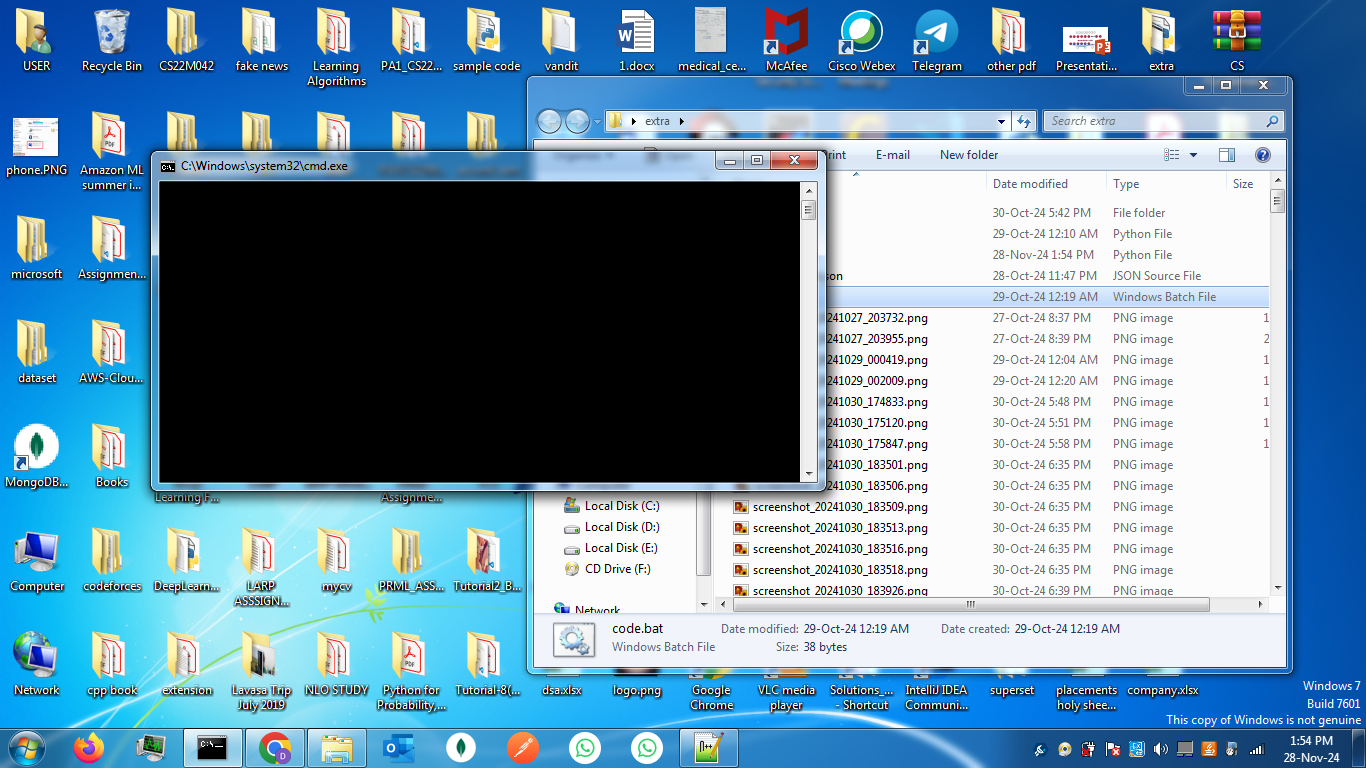 USER
Recycle Bin
CS22M042
fake news
Learning
Algorithms
PA1_CS22...
sample code
vandit
1.docx
medical_ce...
McAfee
Cisco Webex
Telegram
other pdf
Presentati...
extra
CS
phone.PNG
Amazon ML
summer i...
microsoft
Assignmen...
dataset
AWS-Clou...
MongoDB...
Books
Learning F...
Assignme...
Computer
codeforces
DeepLearn...
LARP
ASSSIGN...
mycv
PRML_ASS...
Tutorial2_B...
Network
cpp book
extension
Lavasa Trip
July 2019
NLO STUDY
Python for
Probability,...
Tutorial-8(...
dsa.xlsx
logo.png
Google
Chrome
VLC media
player
Solutions_...
- Shortcut
IntelliJ IDEA
Communi...
superset
placements
holy shee...
company.xlsx
C:\Windows\system32\cmd.exe
extra
Search extra
E-mail
New folder
Date modified Type Size
30-Oct-24 5:42 PM File folder
29-Oct-24 12:10 AM Python File
28-Nov-24 1:54 PM Python File
28-Oct-24 11:47 PM JSON Source File
29-Oct-24 12:19 AM Windows Batch File
241027_203732.png 27-Oct-24 8:37 PM PNG image 1
241027_203955.png 27-Oct-24 8:39 PM PNG image 2
241029_000419.png 29-Oct-24 12:04 AM PNG image 1
241029_002009.png 29-Oct-24 12:20 AM PNG image 1
241030_174833.png 30-Oct-24 5:48 PM PNG image 1
241030_175120.png 30-Oct-24 5:51 PM PNG image 1
241030_175847.png 30-Oct-24 5:58 PM PNG image 1
241030_183501.png 30-Oct-24 6:35 PM PNG image
241030_183506.png 30-Oct-24 6:35 PM PNG image
screenshot_20241030_183509.png 30-Oct-24 6:35 PM PNG image
screenshot_20241030_183513.png 30-Oct-24 6:35 PM PNG image
screenshot_20241030_183516.png 30-Oct-24 6:35 PM PNG image
screenshot_20241030_183518.png 30-Oct-24 6:35 PM PNG image
screenshot_20241030_183926.png 30-Oct-24 6:39 PM PNG image
Local Disk (C:)
Local Disk (D:)
Local Disk (E:)
CD Drive (F:)
Network
code.bat Date modified: 29-Oct-24 12:19 AM Date created: 29-Oct-24 12:19 AM
Windows Batch File Size: 38 bytes
Windows 7
Build 7601
This copy of Windows is not genuine
1:54 PM
28-Nov-24